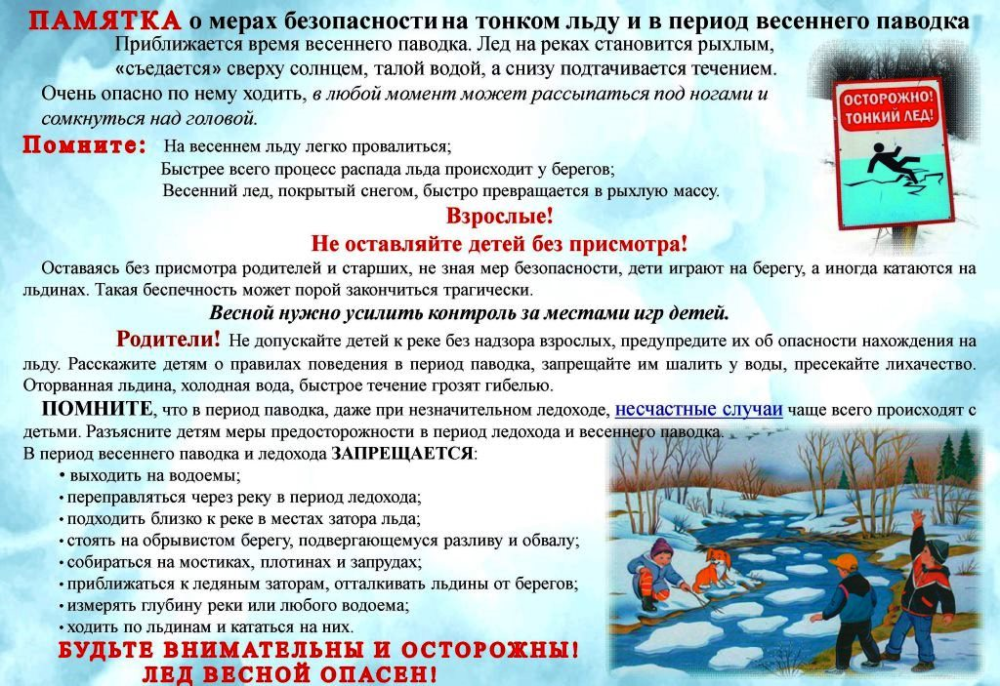 ПАМЯТКА о мерах безопасности на тонком льду и в период весеннего паводка
Приближается время весеннего паводка. Лед на реках становится рыхлым,
«съедается» сверху солнцем, талой водой, а снизу подтачивается течением.
Очень опасно по нему ходить, в любой момент может рассыпаться под ногами и
сомкнуться над головой.
ОСТОРОЖНО!
ТОНКИЙ ЛЕД!
Помните: На весеннем льду легко провалиться;
Быстрее всего процесс распада льда происходит у берегов;
Весенний лед, покрытый снегом, быстро превращается в рыхлую массу.
Взрослые!
Не оставляйте детей без присмотра!
Оставаясь без присмотра родителей и старших, не зная мер безопасности, дети играют на берегу, а иногда катаются на
льдинах. Такая беспечность может порой закончиться трагически.
Весной нужно усилить контроль за местами игр детей.
Родители! Не допускайте детей к реке без надзора взрослых, предупредите их об опасности нахождения на
льду. Расскажите детям о правилах поведения в период паводка, запрещайте им шалить у воды, пресекайте лихачество.
Оторванная льдина, холодная вода, быстрое течение грозят гибелью.
ПОМНИТЕ, что в период паводка, даже при незначительном ледоходе, несчастные случаи чаще всего происходят с
детьми. Разъясните детям меры предосторожности в период ледохода и весеннего паводка.
В период весеннего паводка и ледохода ЗАПРЕЩАЕТСЯ:
• выходить на водоемы;
• переправляться через реку в период ледохода;
• подходить близко к реке в местах затора льда;
• стоять на обрывистом берегу, подвергающемуся разливу и обвалу;
• собираться на мостиках, плотинах и запрудах;
• приближаться к ледяным заторам, отталкивать льдины от берегов;
• измерять глубину реки или любого водоема;
• ходить по льдинам и кататься на них.
БУДЬТЕ ВНИМАТЕЛЬНЫ И ОСТОРОЖНЫ!
ЛЕД ВЕСНОЙ ОПАСЕН!